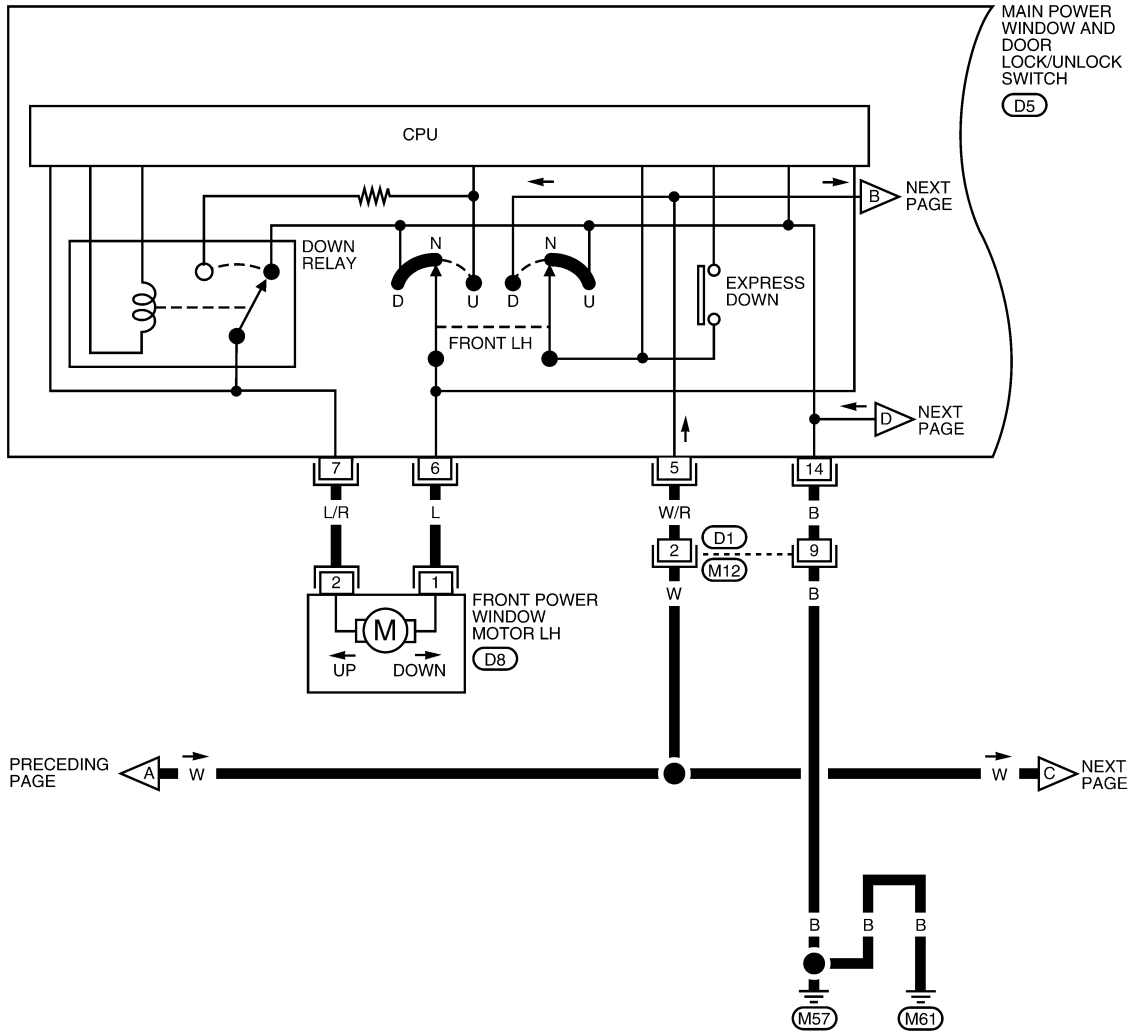 MAIN POWER
WINDOW AND
DOOR
LOCK/UNLOCK
SWITCH
D5
CPU
B
NEXT
PAGE
DOWN
RELAY
N
N
D
U
D
U
EXPRESS
DOWN
FRONT LH
D
NEXT
PAGE
7
6
5
14
L/R
L
W/R
B
2
D1
9
M12
2
1
W
B
FRONT POWER
WINDOW
MOTOR LH
D8
M
UP
DOWN
PRECEDING
PAGE
A
W
W
C
NEXT
PAGE
B
B
B
M57
M61